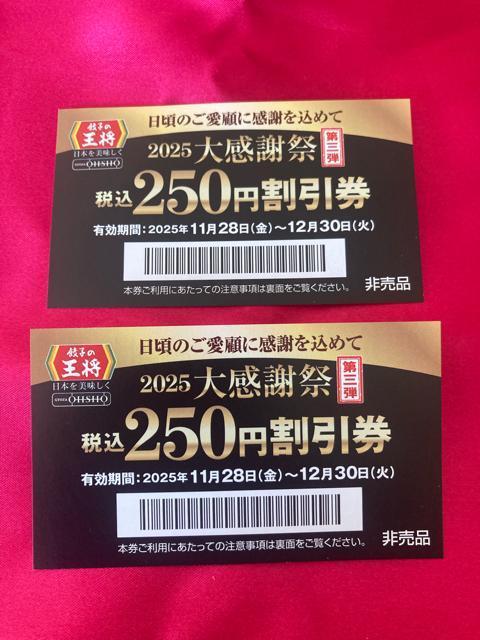 餃子の
王将
日本を美味しく
GYOZA OHSHO
日頃のご愛顧に感謝を込めて
2025 大感謝祭 第三弾
税込250円割引券
有効期間:2025年11月28日(金)~12月30日(火)
本券ご利用にあたっての注意事項は裏面をご覧ください。
非売品
餃子の
王将
日本を美味しく
GYOZA OHSHO
日頃のご愛顧に感謝を込めて
2025 大感謝祭 第三弾
税込250円割引券
有効期間:2025年11月28日(金)~12月30日(火)
本券ご利用にあたっての注意事項は裏面をご覧ください。
非売品